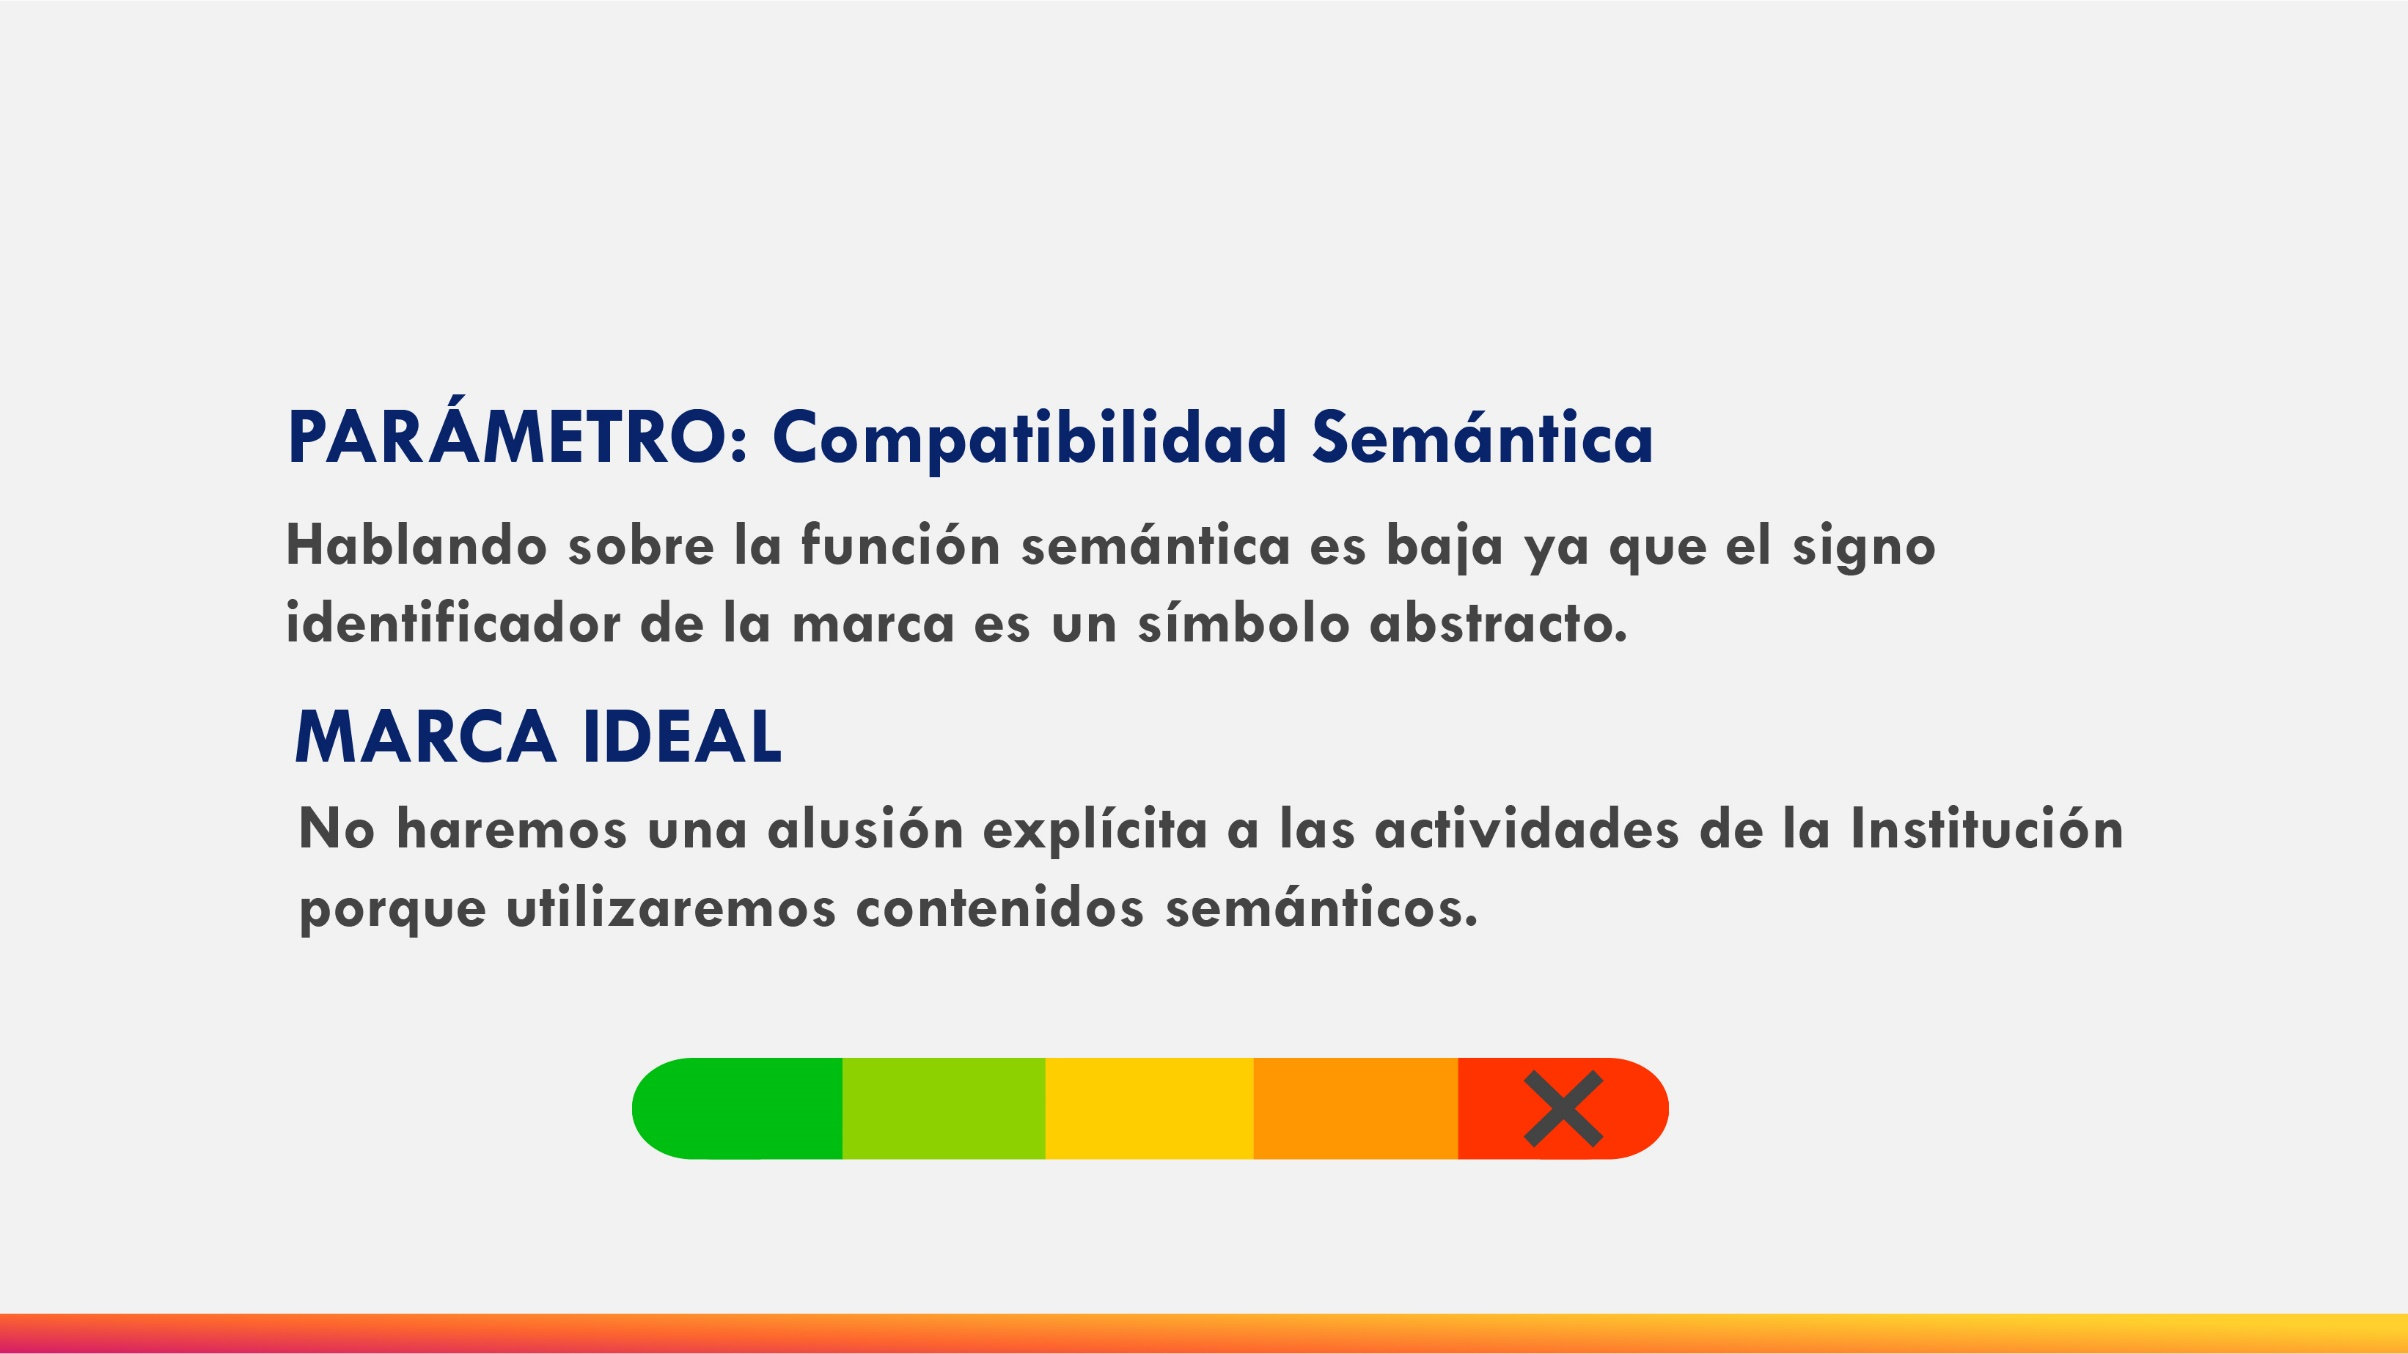 PARÁMETRO: Compatibilidad Semántica
Hablando sobre la función semántica es baja ya que el signo
identificador de la marca es un símbolo abstracto.
MARCA IDEAL
No haremos una alusión explícita a las actividades de la Institución
porque utilizaremos contenidos semánticos.